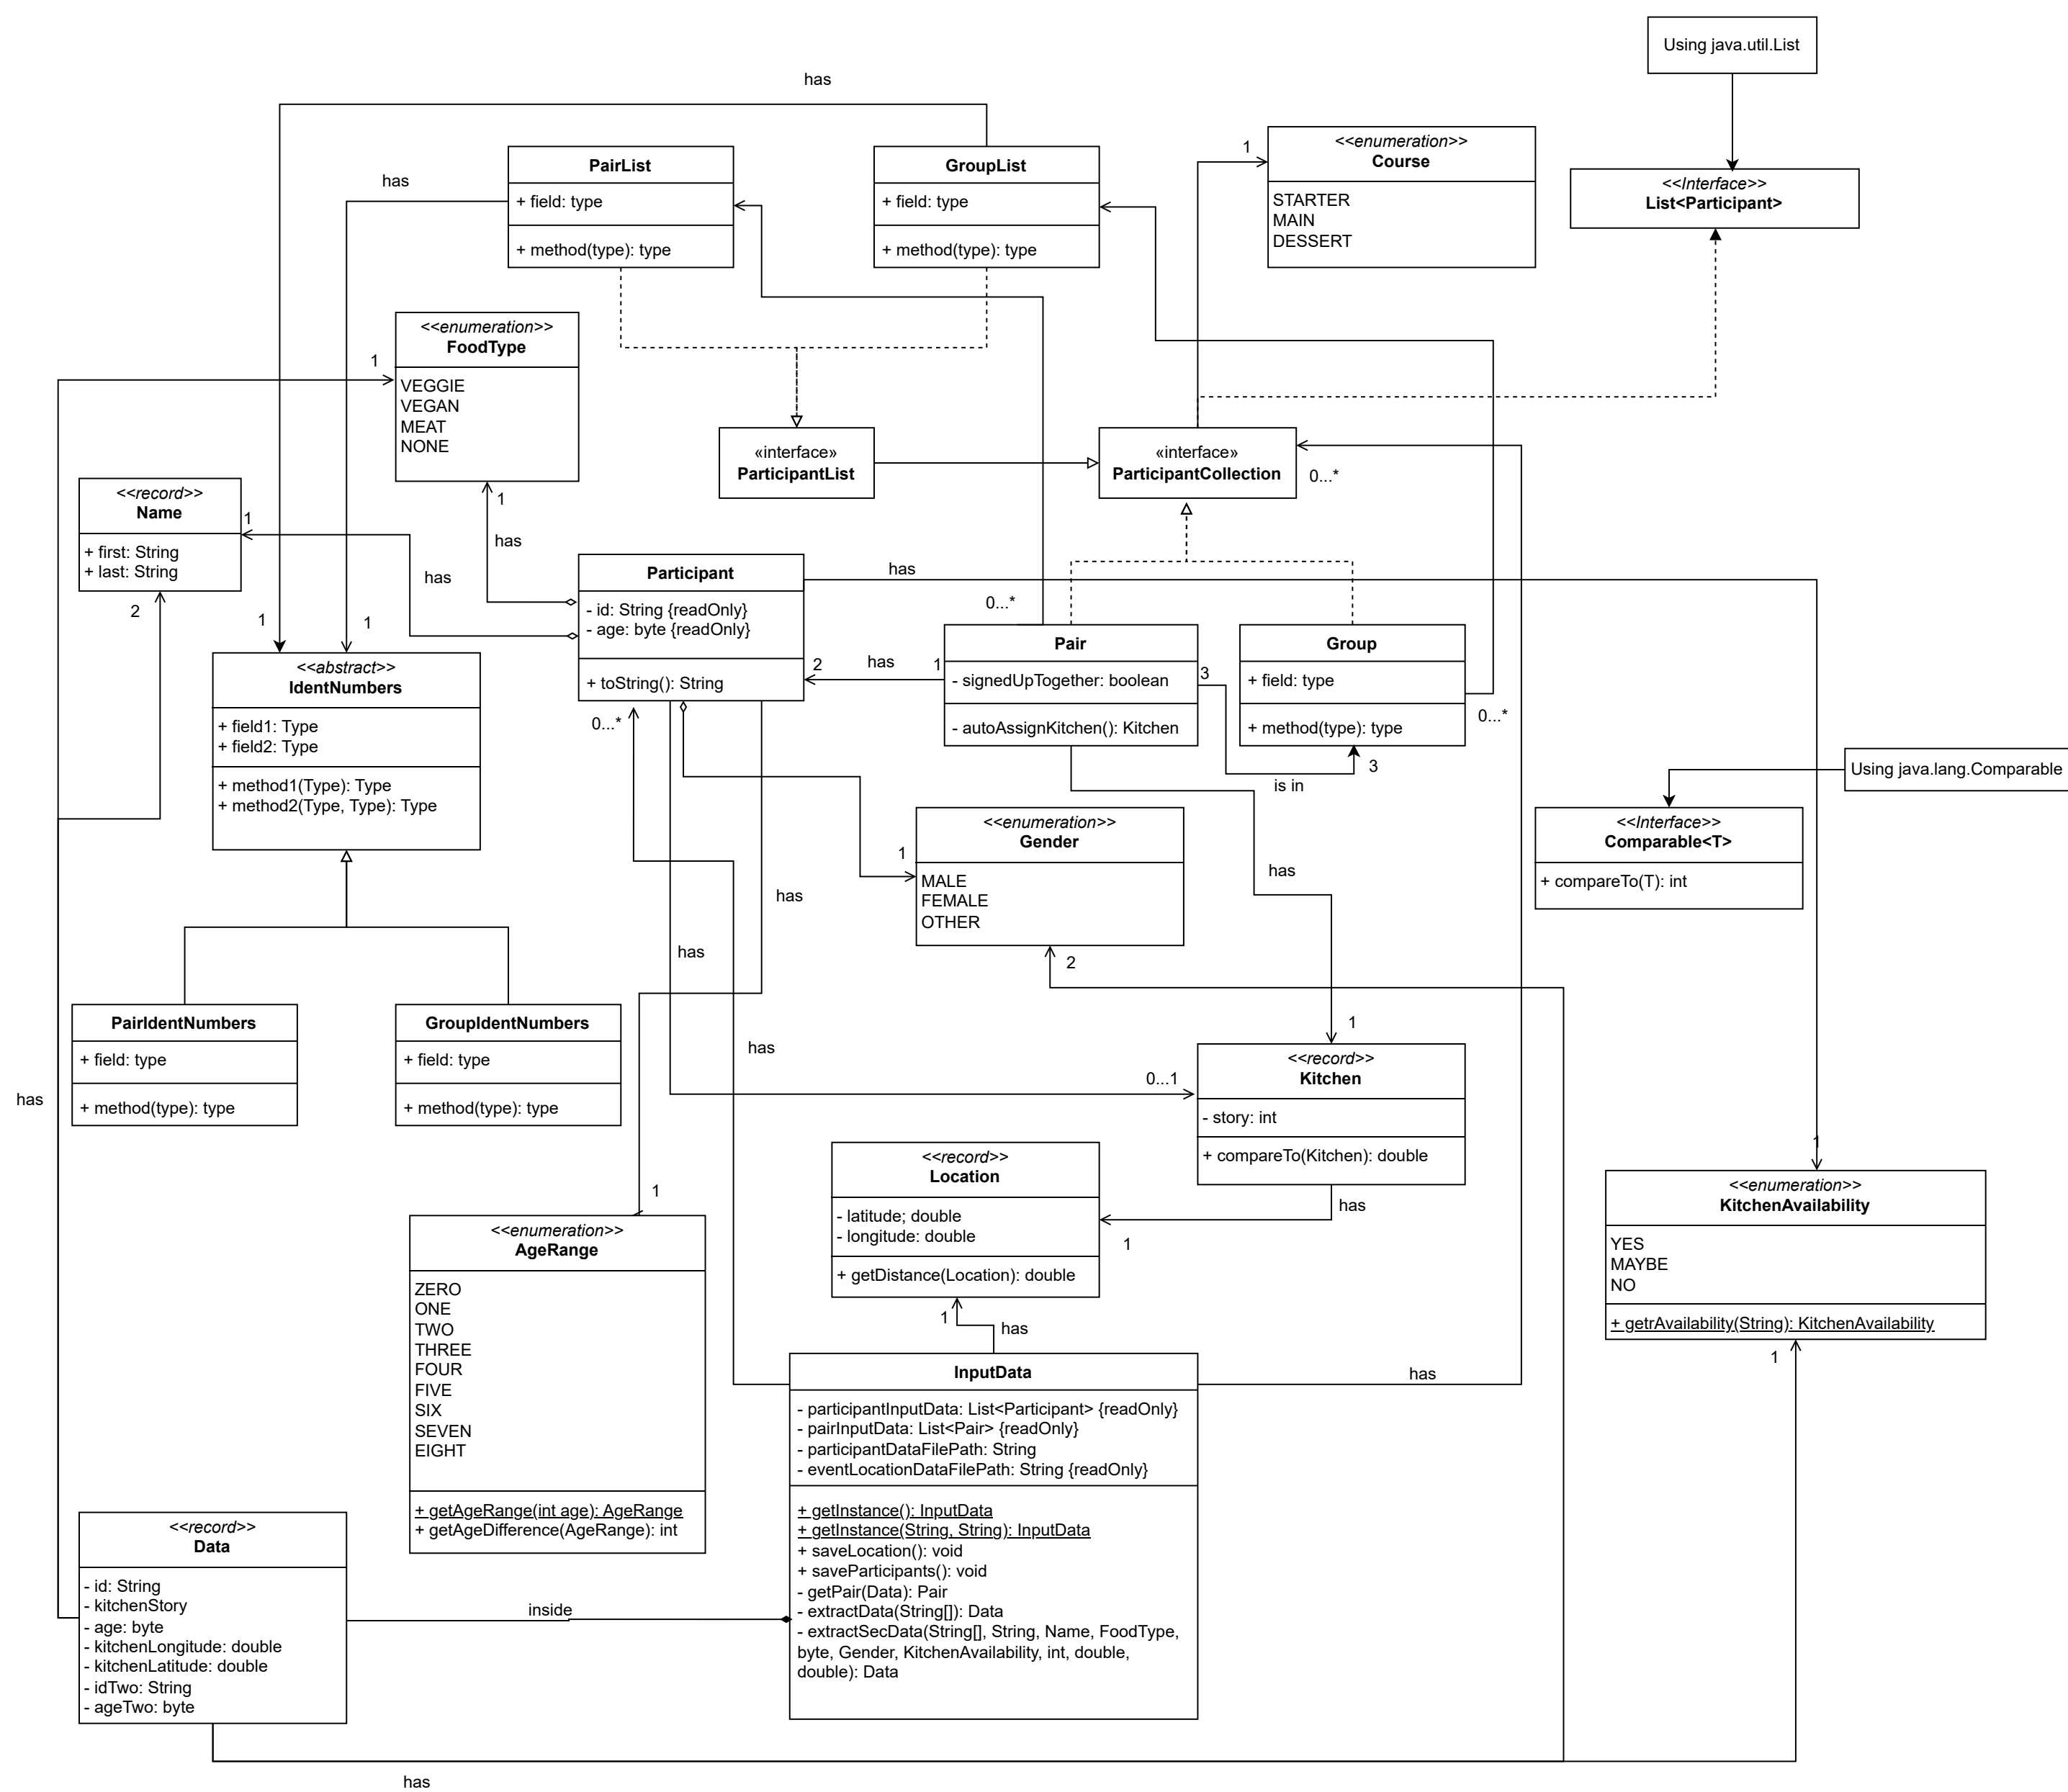 Using java.util.List
has
<<enumeration>>
Course
STARTER
MAIN
DESSERT
1
PairList
+ field: type
+ method(type): type
GroupList
+ field: type
+ method(type): type
<<Interface>>
List<Participant>
has
<<enumeration>>
FoodType
VEGGIE
VEGAN
MEAT
NONE
1
«interface»
ParticipantList
«interface»
ParticipantCollection
0...*
<<record>>
Name
+ first: String
+ last: String
1
1
has
has
2
Participant
- id: String {readOnly}
- age: byte {readOnly}
+ toString(): String
has
0...*
1
1
<<abstract>>
IdentNumbers
+ field1: Type
+ field2: Type
+ method1(Type): Type
+ method2(Type, Type): Type
2
has
1
Pair
- signedUpTogether: boolean
- autoAssignKitchen(): Kitchen
3
Group
+ field: type
+ method(type): type
0...*
0...*
3
is in
Using java.lang.Comparable
<<Interface>>
Comparable<T>
+ compareTo(T): int
<<enumeration>>
Gender
MALE
FEMALE
OTHER
1
has
has
has
2
PairIdentNumbers
+ field: type
+ method(type): type
GroupIdentNumbers
+ field: type
+ method(type): type
has
has
1
0...1
<<record>>
Kitchen
- story: int
+ compareTo(Kitchen): double
has
1
<<record>>
Location
- latitude; double
- longitude: double
+ getDistance(Location): double
1
<<enumeration>>
KitchenAvailability
YES
MAYBE
NO
+ getrAvailability(String): KitchenAvailability
1
1
<<enumeration>>
AgeRange
ZERO
ONE
TWO
THREE
FOUR
FIVE
SIX
SEVEN
EIGHT
+ getAgeRange(int age): AgeRange
+ getAgeDifference(AgeRange): int
1
has
has
InputData
- participantInputData: List<Participant> {readOnly}
- pairInputData: List<Pair> {readOnly}
- participantDataFilePath: String
- eventLocationDataFilePath: String {readOnly}
+ getInstance(): InputData
+ getInstance(String, String): InputData
+ saveLocation(): void
+ saveParticipants(): void
- getPair(Data): Pair
- extractData(String[]): Data
- extractSecData(String[], String, Name, FoodType,
byte, Gender, KitchenAvailability, int, double,
double): Data
<<record>>
Data
- id: String
- kitchenStory
- age: byte
- kitchenLongitude: double
- kitchenLatitude: double
- idTwo: String
- ageTwo: byte
inside
has